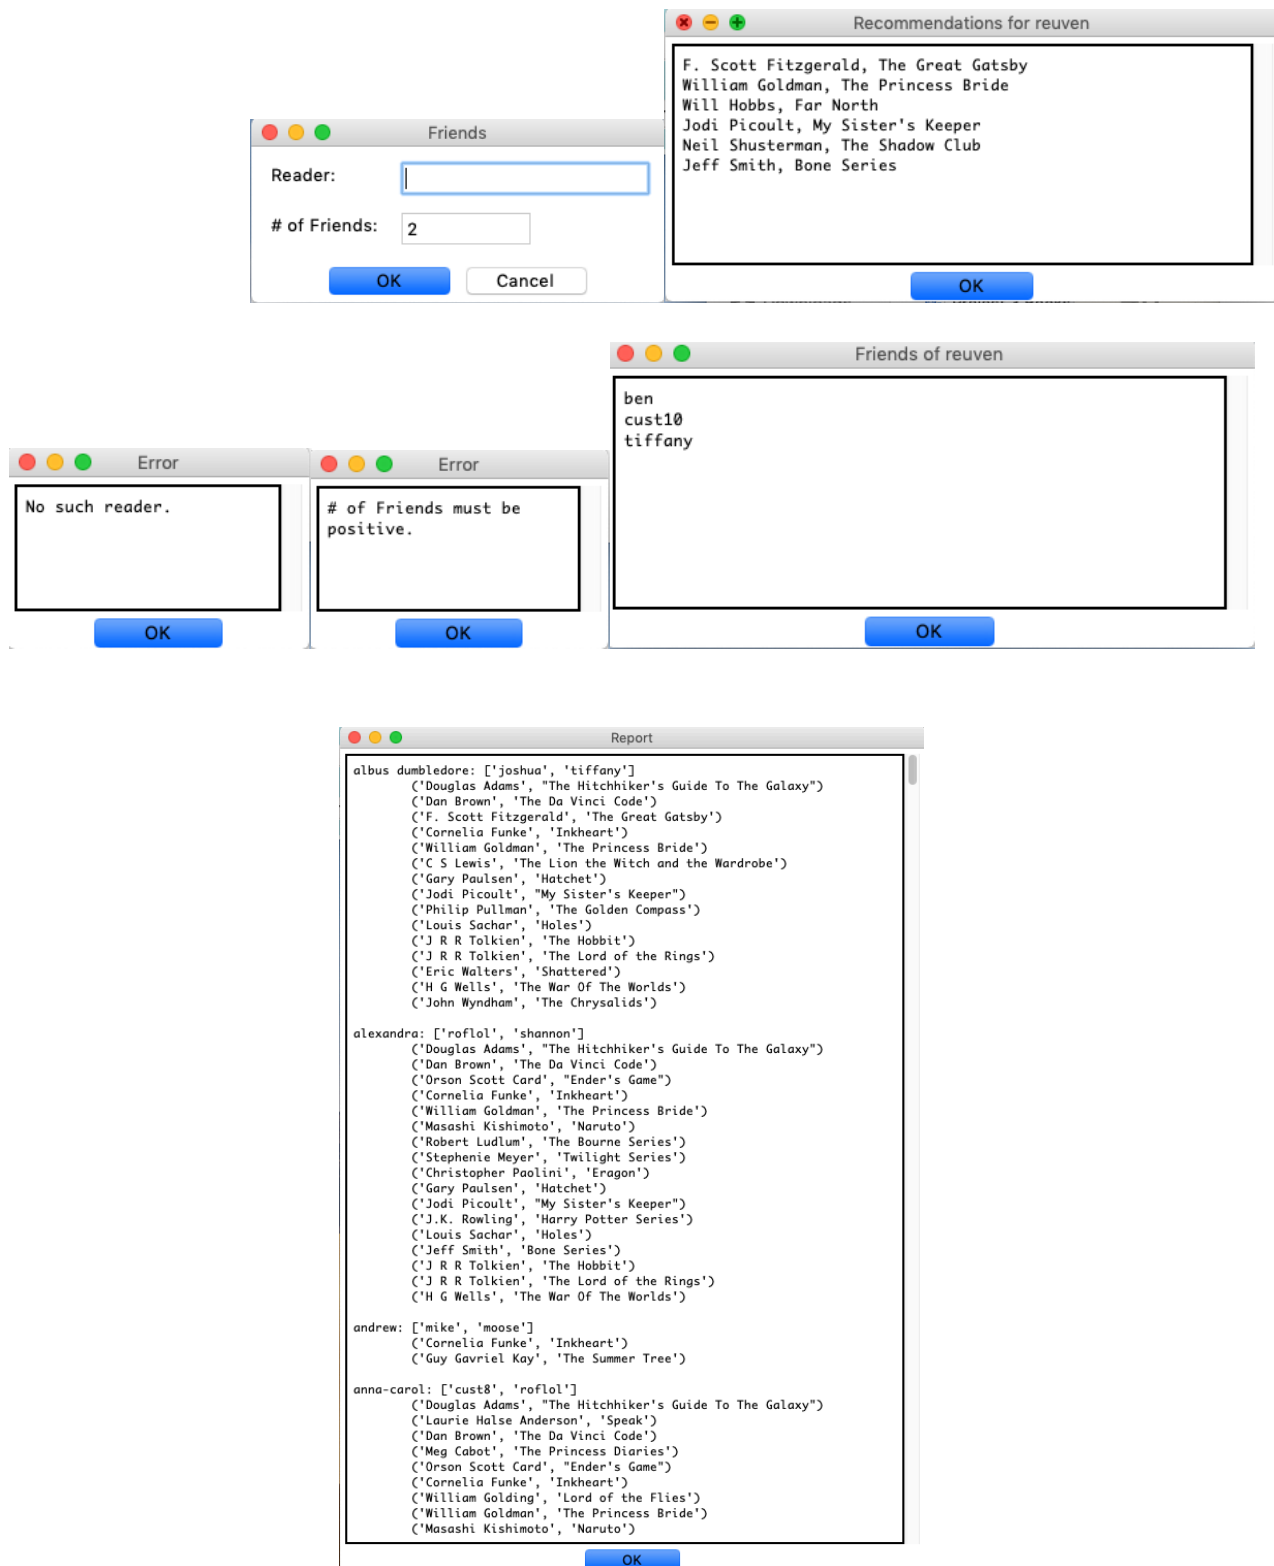 Recommendations for reuven
F. Scott Fitzgerald, The Great Gatsby
William Goldman, The Princess Bride
Will Hobbs, Far North
Jodi Picoult, My Sister's Keeper
Neil Shusterman, The Shadow Club
Jeff Smith, Bone Series
OK
Friends
Reader:
# of Friends: 2
OK Cancel
Friends of reuven
ben
cust10
tiffany
OK
Error
No such reader.
OK
Error
# of Friends must be
positive.
OK
Report
albus dumbledore: ['joshua', 'tiffany']
('Douglas Adams', "The Hitchhiker's Guide To The Galaxy")
('Dan Brown', 'The Da Vinci Code')
('F. Scott Fitzgerald', 'The Great Gatsby')
('Cornelia Funke', 'Inkheart')
('William Goldman', 'The Princess Bride')
('C S Lewis', 'The Lion the Witch and the Wardrobe')
('Gary Paulsen', 'Hatchet')
('Jodi Picoult', "My Sister's Keeper")
('Philip Pullman', 'The Golden Compass')
('Louis Sachar', 'Holes')
('J R R Tolkien', 'The Hobbit')
('J R R Tolkien', 'The Lord of the Rings')
('Eric Walters', 'Shattered')
('H G Wells', 'The War Of The Worlds')
('John Wyndham', 'The Chrysalids')
alexandra: ['roflol', 'shannon']
('Douglas Adams', "The Hitchhiker's Guide To The Galaxy")
('Dan Brown', 'The Da Vinci Code')
('Orson Scott Card', "Ender's Game")
('Cornelia Funke', 'Inkheart')
('William Goldman', 'The Princess Bride')
('Masashi Kishimoto', 'Naruto')
('Robert Ludlum', 'The Bourne Series')
('Stephenie Meyer', 'Twilight Series')
('Christopher Paolini', 'Eragon')
('Gary Paulsen', 'Hatchet')
('Jodi Picoult', "My Sister's Keeper")
('J.K. Rowling', 'Harry Potter Series')
('Louis Sachar', 'Holes')
('Jeff Smith', 'Bone Series')
('J R R Tolkien', 'The Hobbit')
('J R R Tolkien', 'The Lord of the Rings')
('H G Wells', 'The War Of The Worlds')
andrew: ['mike', 'moose']
('Cornelia Funke', 'Inkheart')
('Guy Gavriel Kay', 'The Summer Tree')
anna-carol: ['cust8', 'roflol']
('Douglas Adams', "The Hitchhiker's Guide To The Galaxy")
('Laurie Halse Anderson', 'Speak')
('Dan Brown', 'The Da Vinci Code')
('Meg Cabot', 'The Princess Diaries')
('Orson Scott Card', "Ender's Game")
('Cornelia Funke', 'Inkheart')
('William Golding', 'Lord of the Flies')
('William Goldman', 'The Princess Bride')
('Masashi Kishimoto', 'Naruto')
OK